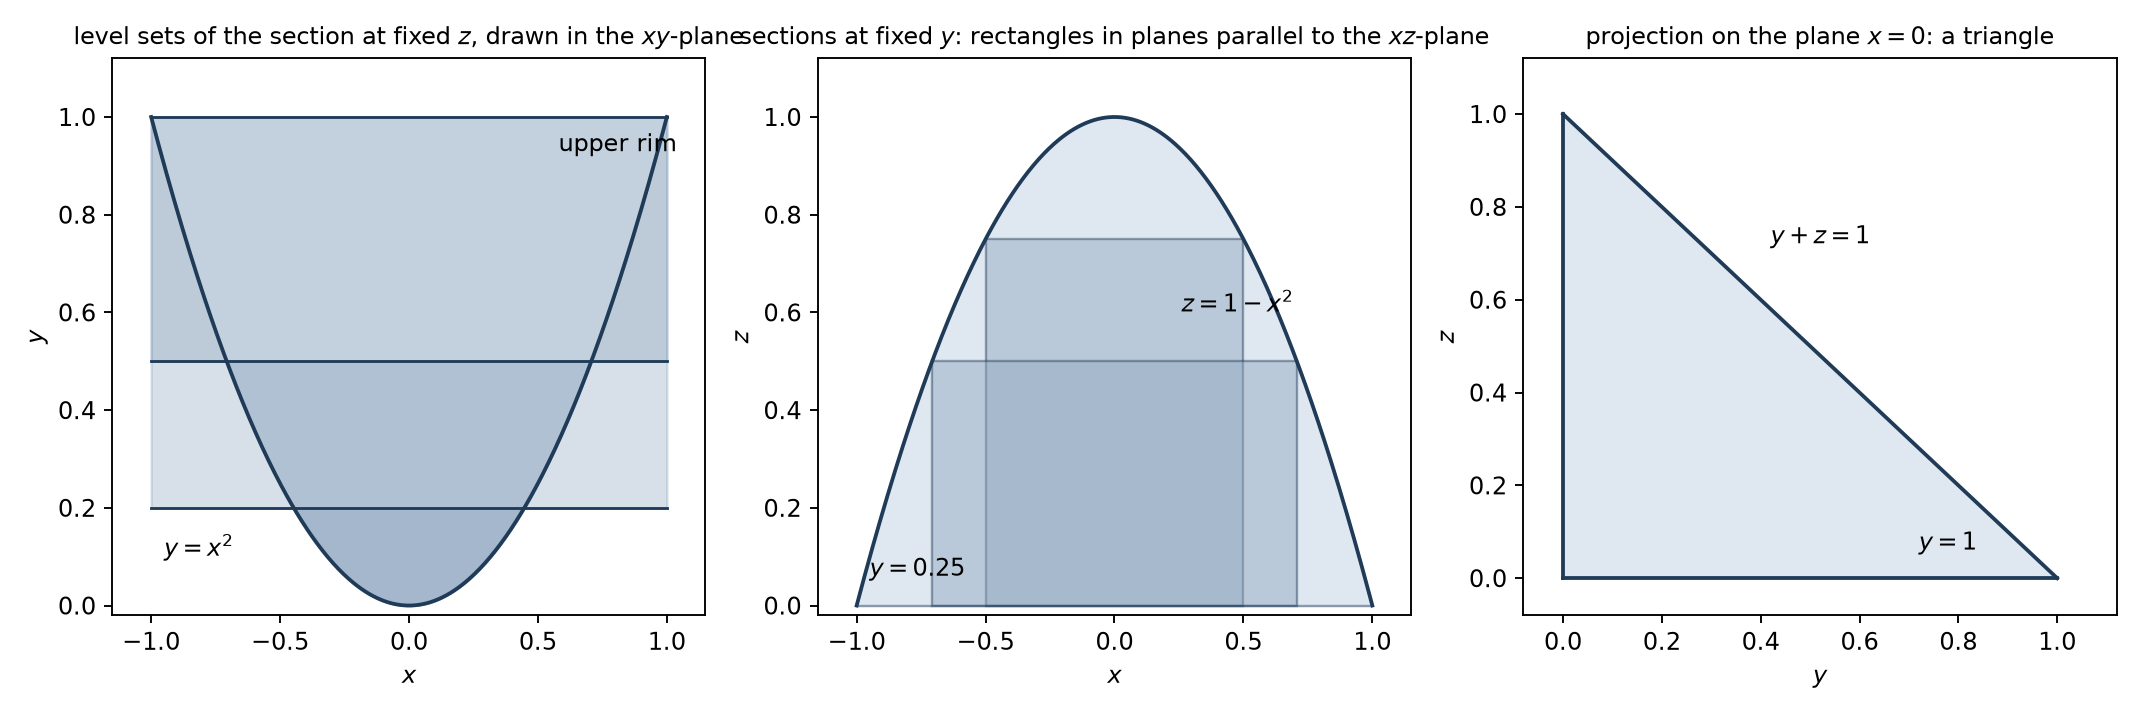 level sets of the section at fixed z, drawn in the xy-plane
1.0
0.8
0.6
0.4
0.2
0.0
y
upper rim
y = x²
−1.0 −0.5 0.0 0.5 1.0
x
sections at fixed y: rectangles in planes parallel to the xz-plane
1.0
0.8
0.6
0.4
0.2
0.0
z
z = 1 − x²
y = 0.25
−1.0 −0.5 0.0 0.5 1.0
x
projection on the plane x = 0: a triangle
1.0
0.8
0.6
0.4
0.2
0.0
z
y + z = 1
y = 1
0.0 0.2 0.4 0.6 0.8 1.0
y